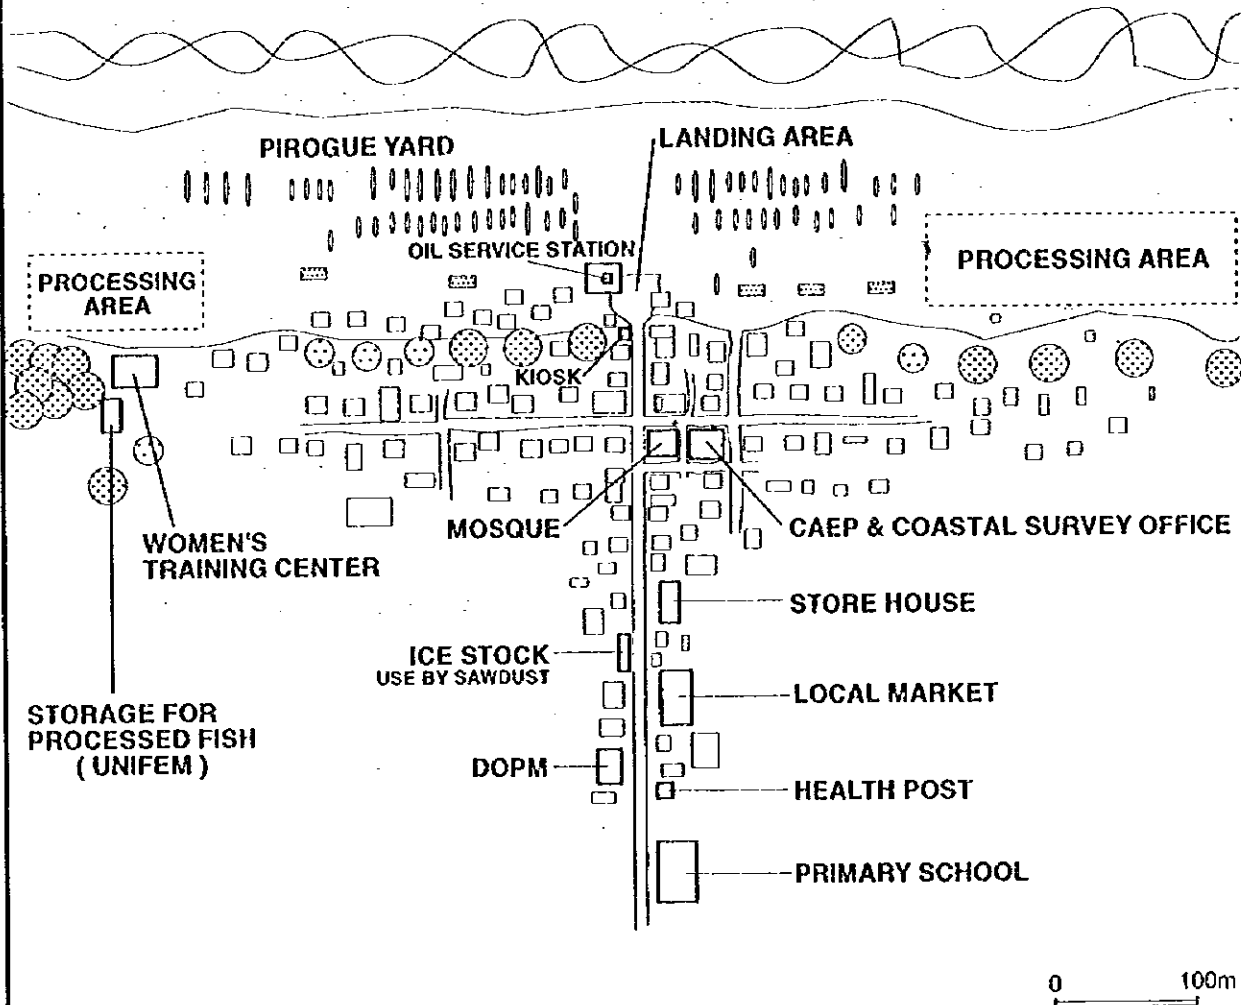 PIROGUE YARD
LANDING AREA
OIL SERVICE STATION
PROCESSING
AREA
PROCESSING AREA
KIOSK
MOSQUE
CAEP & COASTAL SURVEY OFFICE
WOMEN'S
TRAINING CENTER
STORE HOUSE
ICE STOCK
USE BY SAWDUST
LOCAL MARKET
STORAGE FOR
PROCESSED FISH
( UNIFEM )
DOPM
HEALTH POST
PRIMARY SCHOOL
0 100m